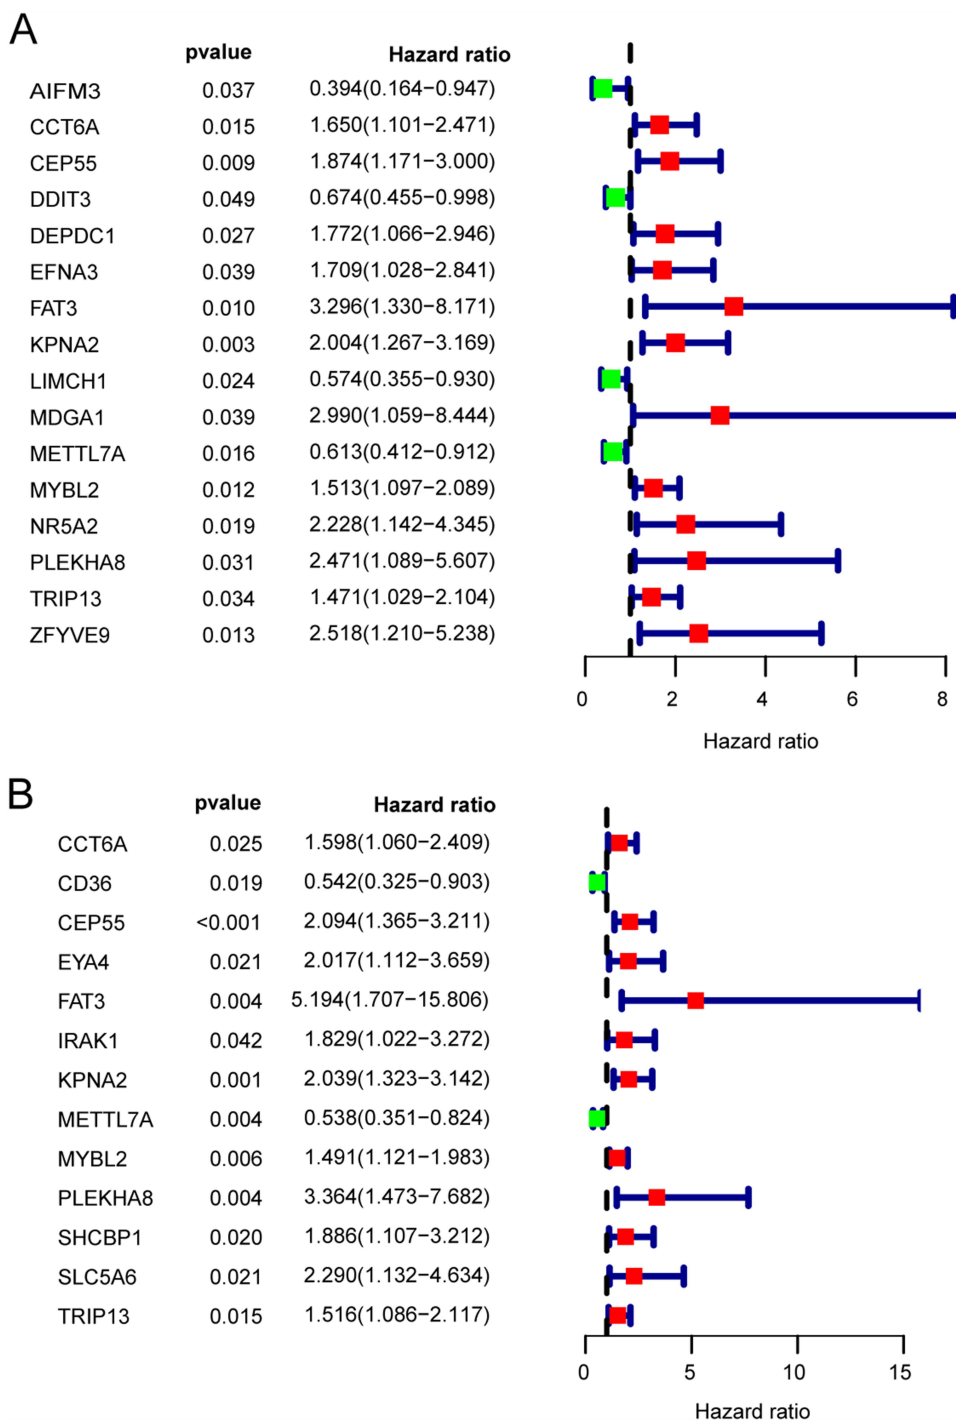 A
pvalue Hazard ratio
AIFM3 0.037 0.394(0.164−0.947)
CCT6A 0.015 1.650(1.101−2.471)
CEP55 0.009 1.874(1.171−3.000)
DDIT3 0.049 0.674(0.455−0.998)
DEPDC1 0.027 1.772(1.066−2.946)
EFNA3 0.039 1.709(1.028−2.841)
FAT3 0.010 3.296(1.330−8.171)
KPNA2 0.003 2.004(1.267−3.169)
LIMCH1 0.024 0.574(0.355−0.930)
MDGA1 0.039 2.990(1.059−8.444)
METTL7A 0.016 0.613(0.412−0.912)
MYBL2 0.012 1.513(1.097−2.089)
NR5A2 0.019 2.228(1.142−4.345)
PLEKHA8 0.031 2.471(1.089−5.607)
TRIP13 0.034 1.471(1.029−2.104)
ZFYVE9 0.013 2.518(1.210−5.238)
0 2 4 6 8
Hazard ratio
B
pvalue Hazard ratio
CCT6A 0.025 1.598(1.060−2.409)
CD36 0.019 0.542(0.325−0.903)
CEP55 <0.001 2.094(1.365−3.211)
EYA4 0.021 2.017(1.112−3.659)
FAT3 0.004 5.194(1.707−15.806)
IRAK1 0.042 1.829(1.022−3.272)
KPNA2 0.001 2.039(1.323−3.142)
METTL7A 0.004 0.538(0.351−0.824)
MYBL2 0.006 1.491(1.121−1.983)
PLEKHA8 0.004 3.364(1.473−7.682)
SHCBP1 0.020 1.886(1.107−3.212)
SLC5A6 0.021 2.290(1.132−4.634)
TRIP13 0.015 1.516(1.086−2.117)
0 5 10 15
Hazard ratio